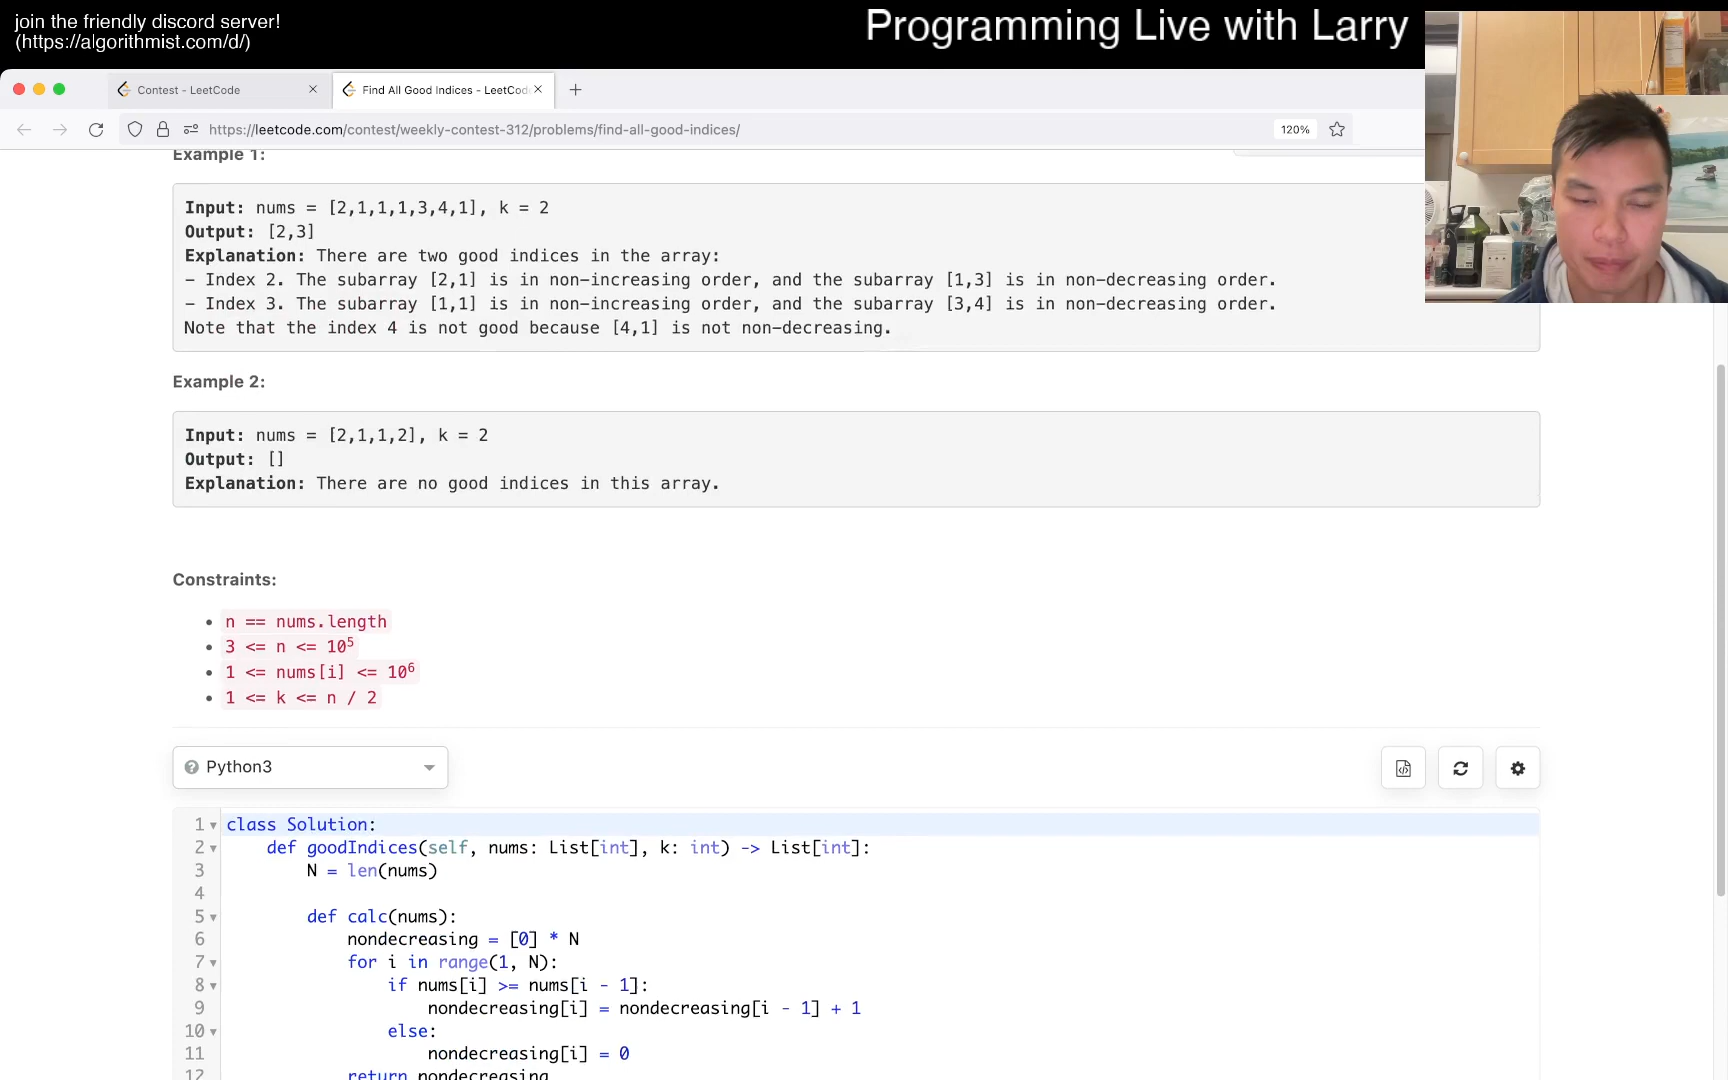 join the friendly discord server!
(https://algorithmist.com/d/)
Programming Live with Larry
Contest - LeetCode
Find All Good Indices - LeetCod
https://leetcode.com/contest/weekly-contest-312/problems/find-all-good-indices/
120%
Example 1:
Input: nums = [2,1,1,1,3,4,1], k = 2
Output: [2,3]
Explanation: There are two good indices in the array:
- Index 2. The subarray [2,1] is in non-increasing order, and the subarray [1,3] is in non-decreasing order.
- Index 3. The subarray [1,1] is in non-increasing order, and the subarray [3,4] is in non-decreasing order.
Note that the index 4 is not good because [4,1] is not non-decreasing.
Example 2:
Input: nums = [2,1,1,2], k = 2
Output: []
Explanation: There are no good indices in this array.
Constraints:
• n == nums.length
• 3 <= n <= 10⁵
• 1 <= nums[i] <= 10⁶
• 1 <= k <= n / 2
Python3
1 class Solution:
2 def goodIndices(self, nums: List[int], k: int) -> List[int]:
3 N = len(nums)
4
5 def calc(nums):
6 nondecreasing = [0] * N
7 for i in range(1, N):
8 if nums[i] >= nums[i - 1]:
9 nondecreasing[i] = nondecreasing[i - 1] + 1
10 else:
11 nondecreasing[i] = 0
12 return nondecreasing